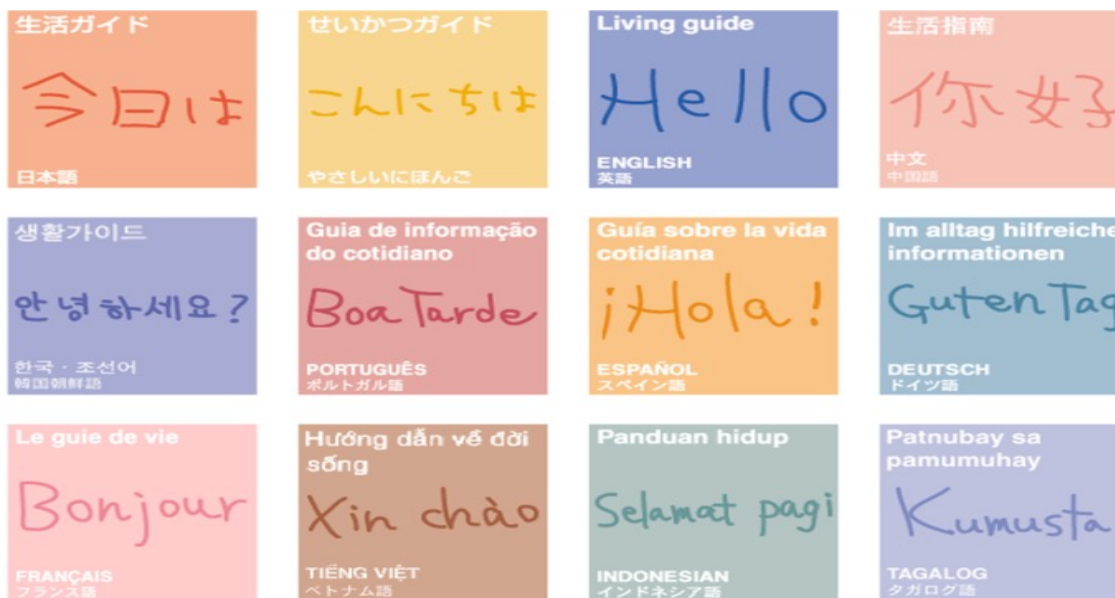 生活ガイド
今日は
日本語
せいかつガイド
こんにちは
やさしいにほんご
Living guide
Hello
ENGLISH
英語
生活指南
你好
中文
中国語
생활가이드
안녕하세요?
한국·조선어
韓国朝鮮語
Guia de informação
do cotidiano
Boa Tarde
PORTUGUÊS
ポルトガル語
Guía sobre la vida
cotidiana
¡Hola!
ESPAÑOL
スペイン語
Im alltag hilfreiche
informationen
Guten Tag
DEUTSCH
ドイツ語
Le guie de vie
Bonjour
FRANÇAIS
フランス語
Hướng dẫn về đời
sống
Xin chào
TIẾNG VIỆT
ベトナム語
Panduan hidup
Selamat pagi
INDONESIAN
インドネシア語
Patnubay sa
pamumuhay
Kumusta
TAGALOG
タガログ語